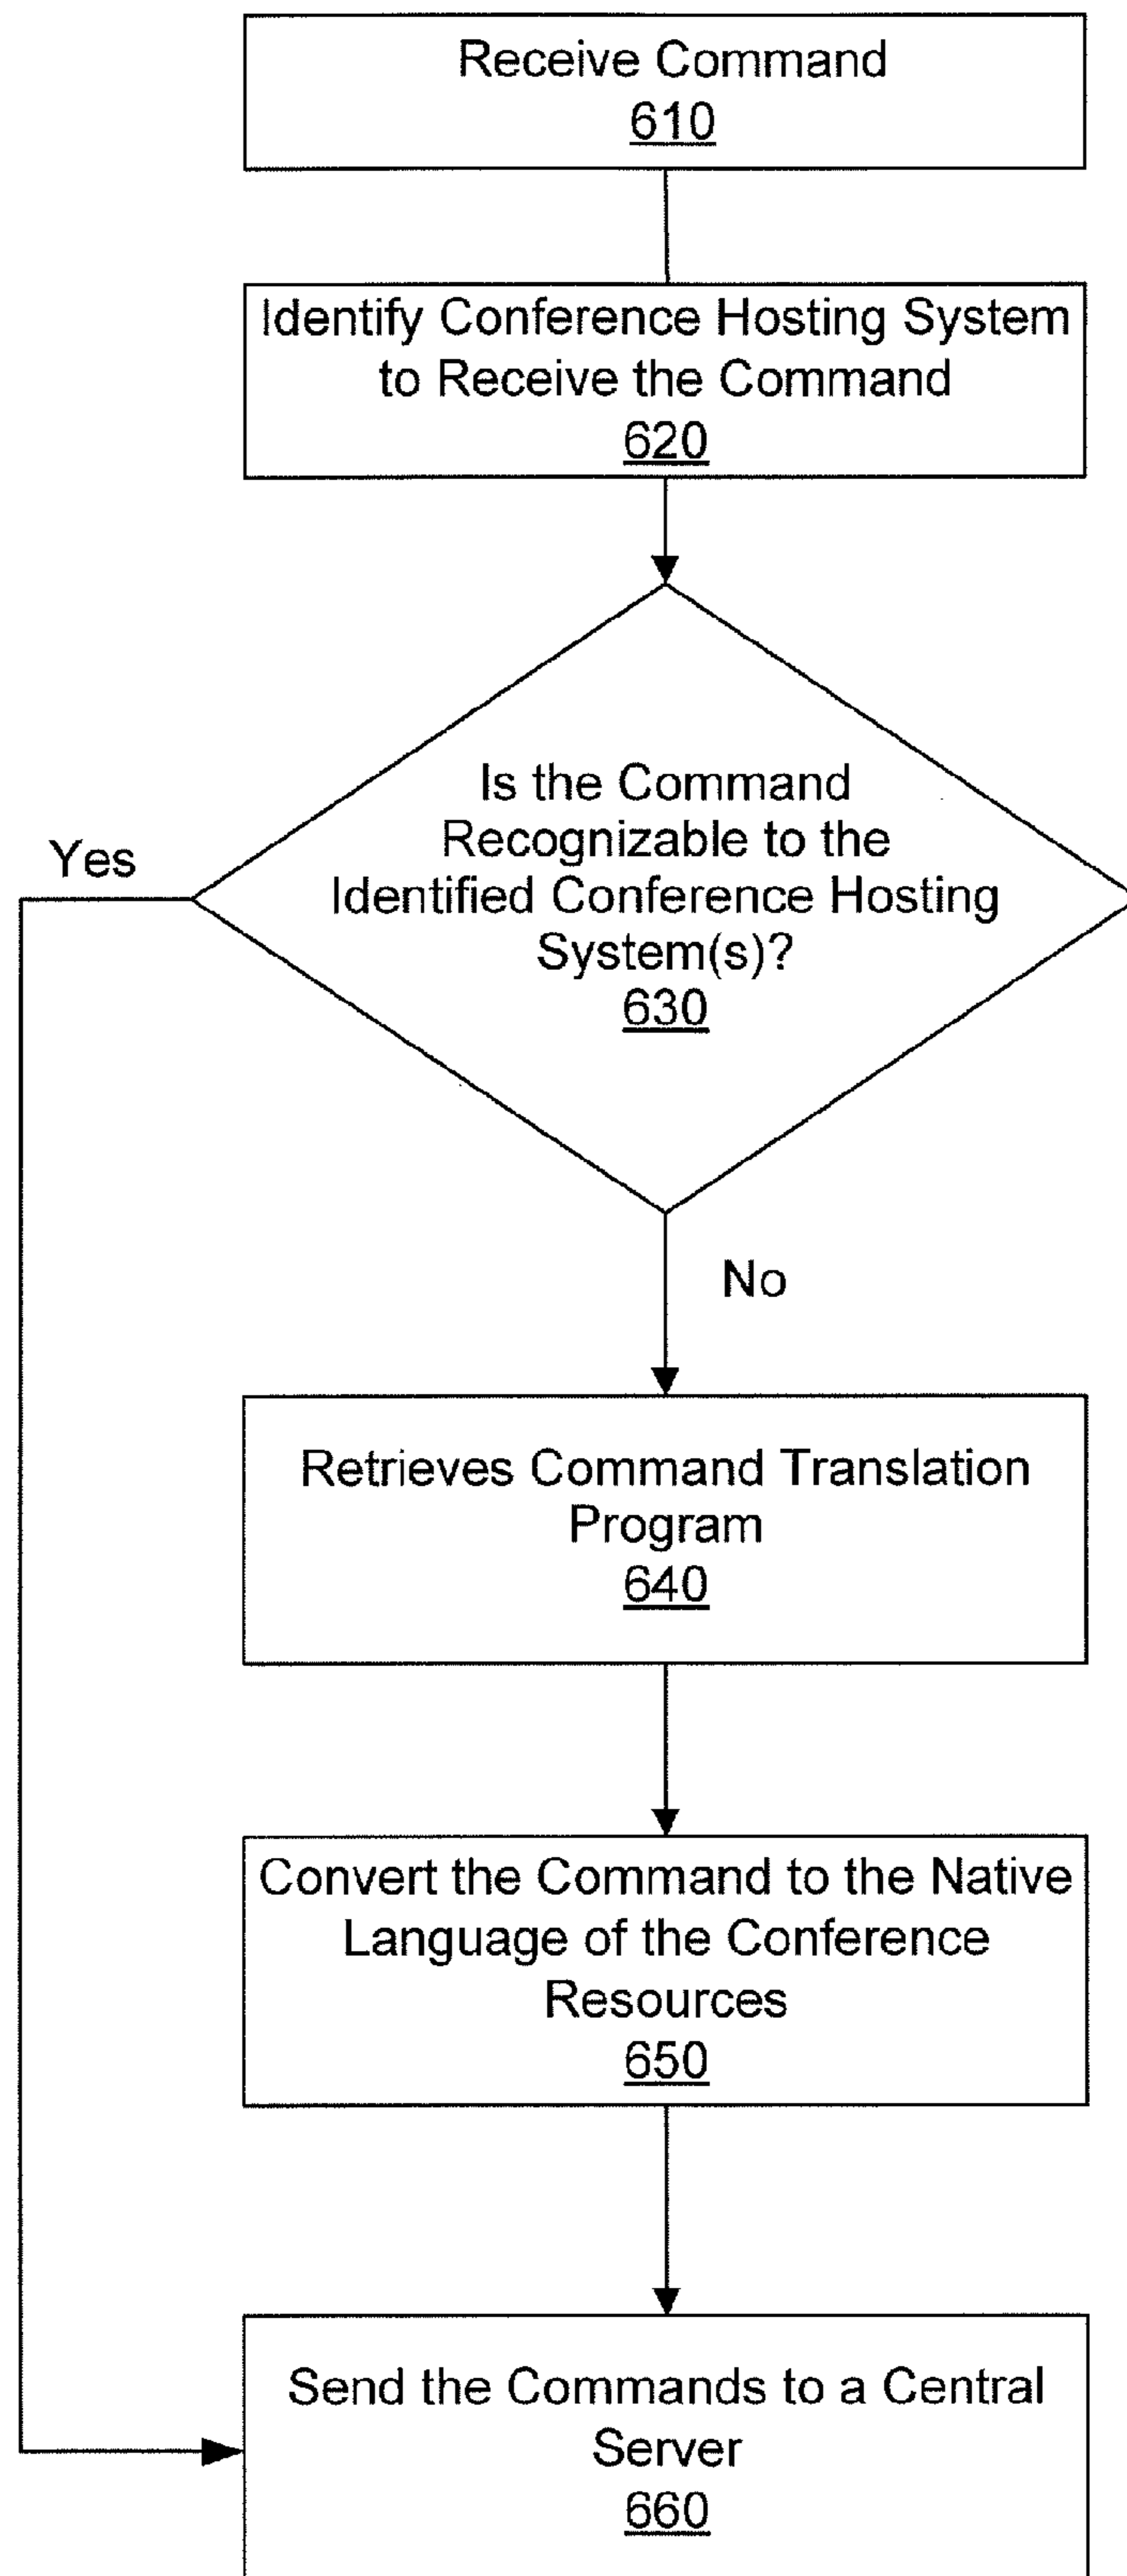 Receive Command
610
Identify Conference Hosting System
to Receive the Command
620
Is the Command
Recognizable to the
Identified Conference Hosting
System(s)?
630
Yes
No
Retrieves Command Translation
Program
640
Convert the Command to the Native
Language of the Conference
Resources
650
Send the Commands to a Central
Server
660